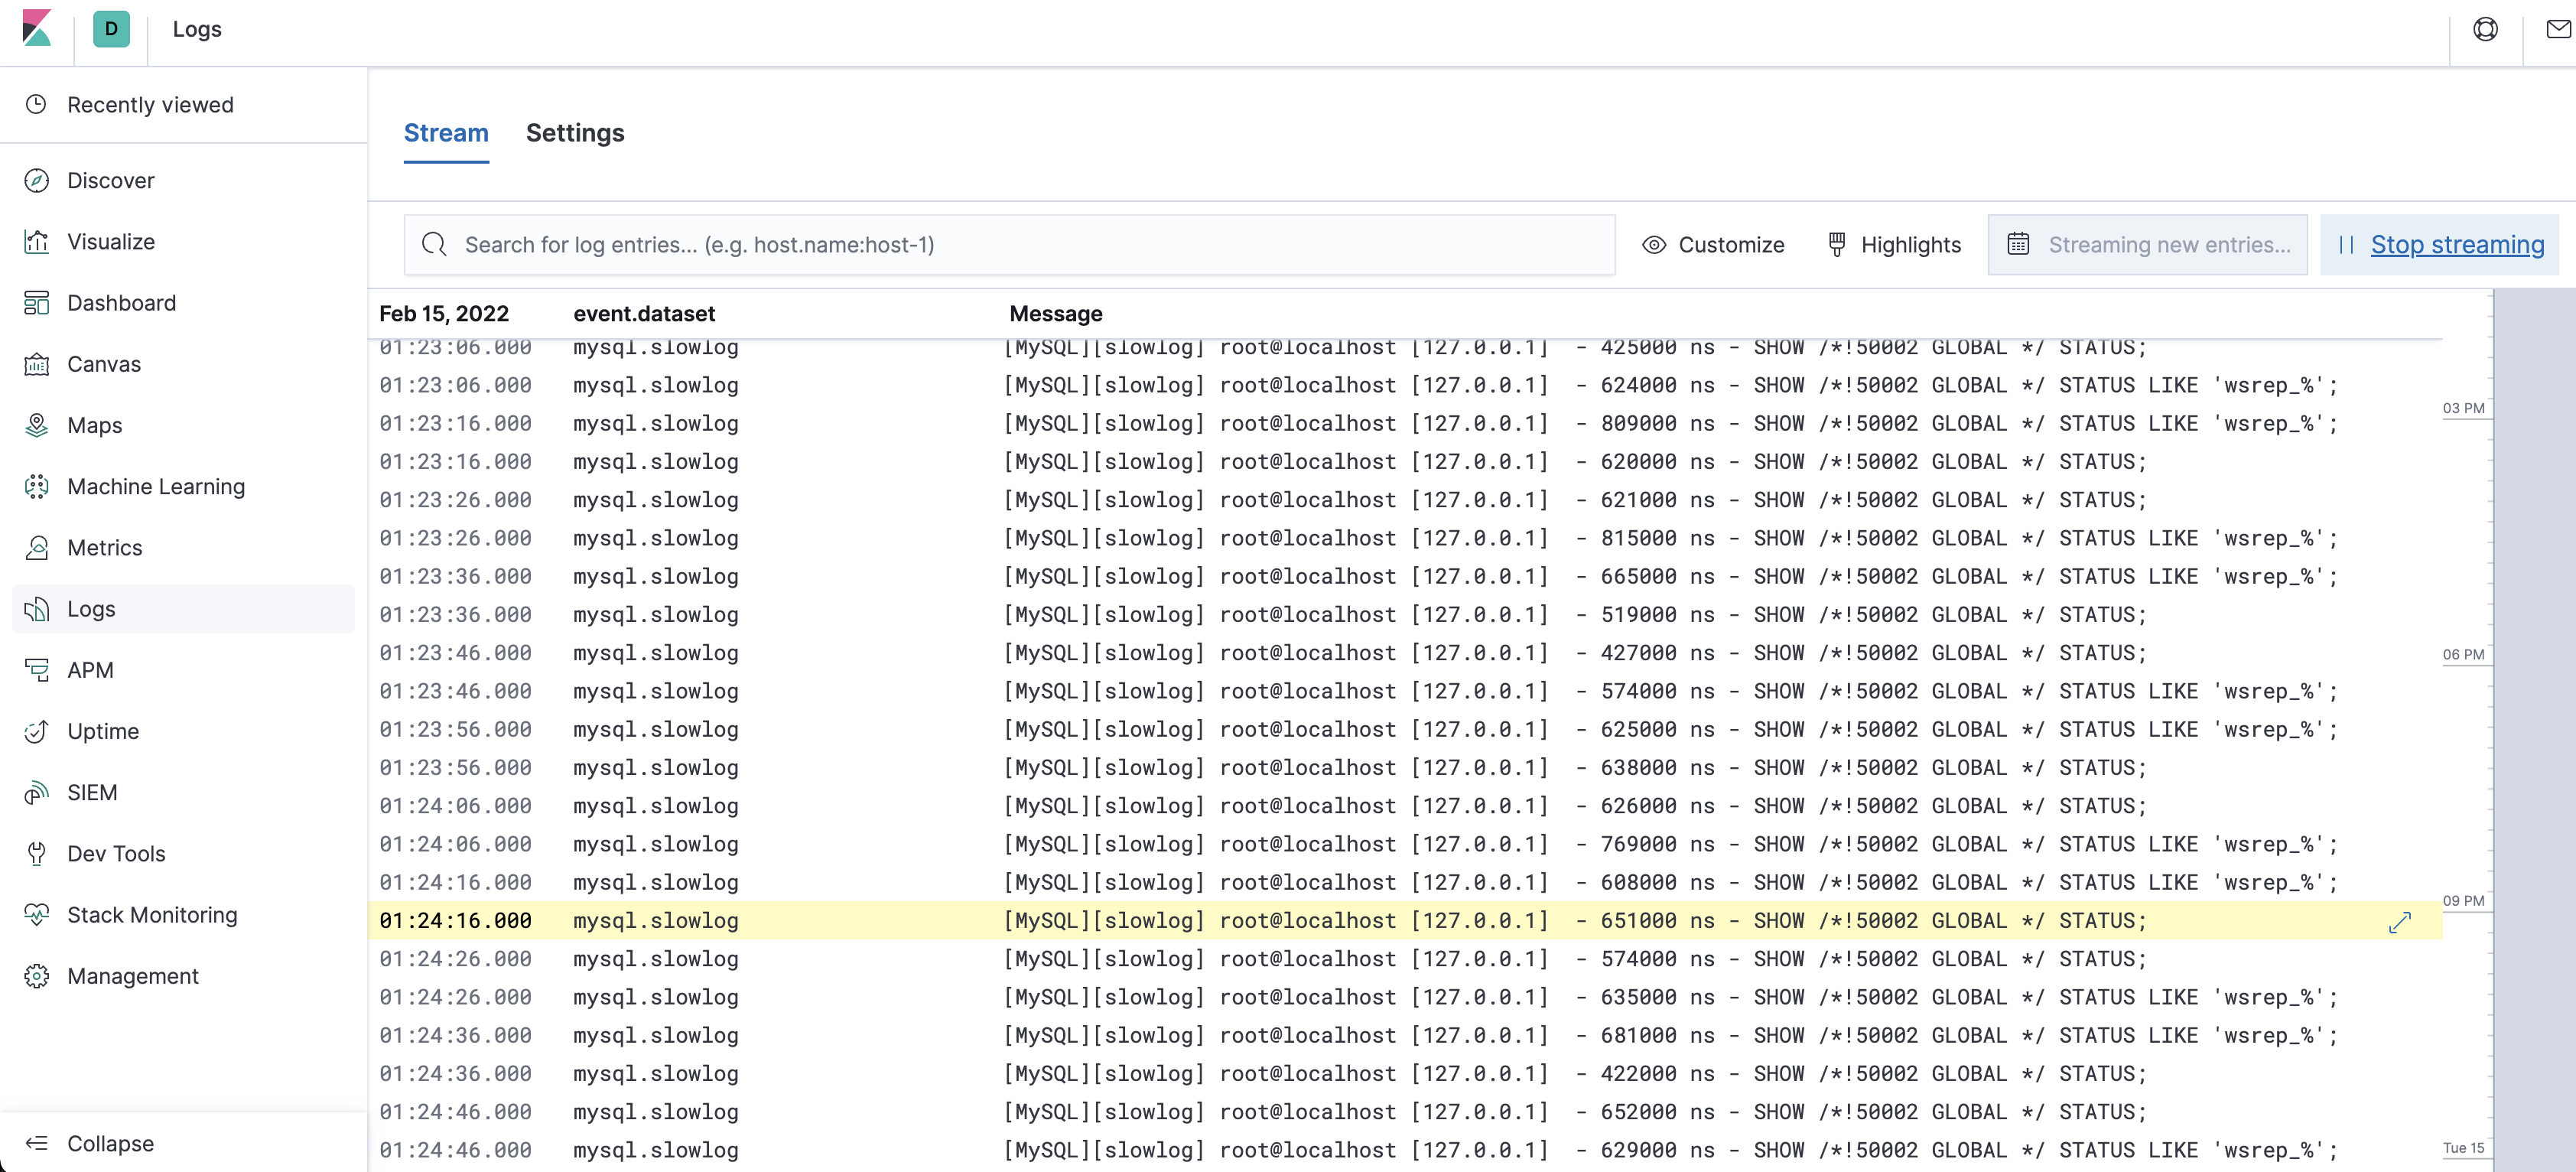 D Logs
Recently viewed
Discover
Visualize
Dashboard
Canvas
Maps
Machine Learning
Metrics
Logs
APM
Uptime
SIEM
Dev Tools
Stack Monitoring
Management
Collapse
Stream Settings
Search for log entries... (e.g. host.name:host-1) Customize Highlights Streaming new entries... Stop streaming
Feb 15, 2022 event.dataset Message
01:23:06.000 mysql.slowlog [MySQL][slowlog] root@localhost [127.0.0.1] - 425000 ns - SHOW /*!50002 GLOBAL */ STATUS;
01:23:06.000 mysql.slowlog [MySQL][slowlog] root@localhost [127.0.0.1] - 624000 ns - SHOW /*!50002 GLOBAL */ STATUS LIKE 'wsrep_%';
01:23:16.000 mysql.slowlog [MySQL][slowlog] root@localhost [127.0.0.1] - 809000 ns - SHOW /*!50002 GLOBAL */ STATUS LIKE 'wsrep_%';
01:23:16.000 mysql.slowlog [MySQL][slowlog] root@localhost [127.0.0.1] - 620000 ns - SHOW /*!50002 GLOBAL */ STATUS;
01:23:26.000 mysql.slowlog [MySQL][slowlog] root@localhost [127.0.0.1] - 621000 ns - SHOW /*!50002 GLOBAL */ STATUS;
01:23:26.000 mysql.slowlog [MySQL][slowlog] root@localhost [127.0.0.1] - 815000 ns - SHOW /*!50002 GLOBAL */ STATUS LIKE 'wsrep_%';
01:23:36.000 mysql.slowlog [MySQL][slowlog] root@localhost [127.0.0.1] - 665000 ns - SHOW /*!50002 GLOBAL */ STATUS LIKE 'wsrep_%';
01:23:36.000 mysql.slowlog [MySQL][slowlog] root@localhost [127.0.0.1] - 519000 ns - SHOW /*!50002 GLOBAL */ STATUS;
01:23:46.000 mysql.slowlog [MySQL][slowlog] root@localhost [127.0.0.1] - 427000 ns - SHOW /*!50002 GLOBAL */ STATUS;
01:23:46.000 mysql.slowlog [MySQL][slowlog] root@localhost [127.0.0.1] - 574000 ns - SHOW /*!50002 GLOBAL */ STATUS LIKE 'wsrep_%';
01:23:56.000 mysql.slowlog [MySQL][slowlog] root@localhost [127.0.0.1] - 625000 ns - SHOW /*!50002 GLOBAL */ STATUS LIKE 'wsrep_%';
01:23:56.000 mysql.slowlog [MySQL][slowlog] root@localhost [127.0.0.1] - 638000 ns - SHOW /*!50002 GLOBAL */ STATUS;
01:24:06.000 mysql.slowlog [MySQL][slowlog] root@localhost [127.0.0.1] - 626000 ns - SHOW /*!50002 GLOBAL */ STATUS;
01:24:06.000 mysql.slowlog [MySQL][slowlog] root@localhost [127.0.0.1] - 769000 ns - SHOW /*!50002 GLOBAL */ STATUS LIKE 'wsrep_%';
01:24:16.000 mysql.slowlog [MySQL][slowlog] root@localhost [127.0.0.1] - 608000 ns - SHOW /*!50002 GLOBAL */ STATUS LIKE 'wsrep_%';
01:24:16.000 mysql.slowlog [MySQL][slowlog] root@localhost [127.0.0.1] - 651000 ns - SHOW /*!50002 GLOBAL */ STATUS;
01:24:26.000 mysql.slowlog [MySQL][slowlog] root@localhost [127.0.0.1] - 574000 ns - SHOW /*!50002 GLOBAL */ STATUS;
01:24:26.000 mysql.slowlog [MySQL][slowlog] root@localhost [127.0.0.1] - 635000 ns - SHOW /*!50002 GLOBAL */ STATUS LIKE 'wsrep_%';
01:24:36.000 mysql.slowlog [MySQL][slowlog] root@localhost [127.0.0.1] - 681000 ns - SHOW /*!50002 GLOBAL */ STATUS LIKE 'wsrep_%';
01:24:36.000 mysql.slowlog [MySQL][slowlog] root@localhost [127.0.0.1] - 422000 ns - SHOW /*!50002 GLOBAL */ STATUS;
01:24:46.000 mysql.slowlog [MySQL][slowlog] root@localhost [127.0.0.1] - 652000 ns - SHOW /*!50002 GLOBAL */ STATUS;
01:24:46.000 mysql.slowlog [MySQL][slowlog] root@localhost [127.0.0.1] - 629000 ns - SHOW /*!50002 GLOBAL */ STATUS LIKE 'wsrep_%';
03 PM
06 PM
09 PM
Tue 15